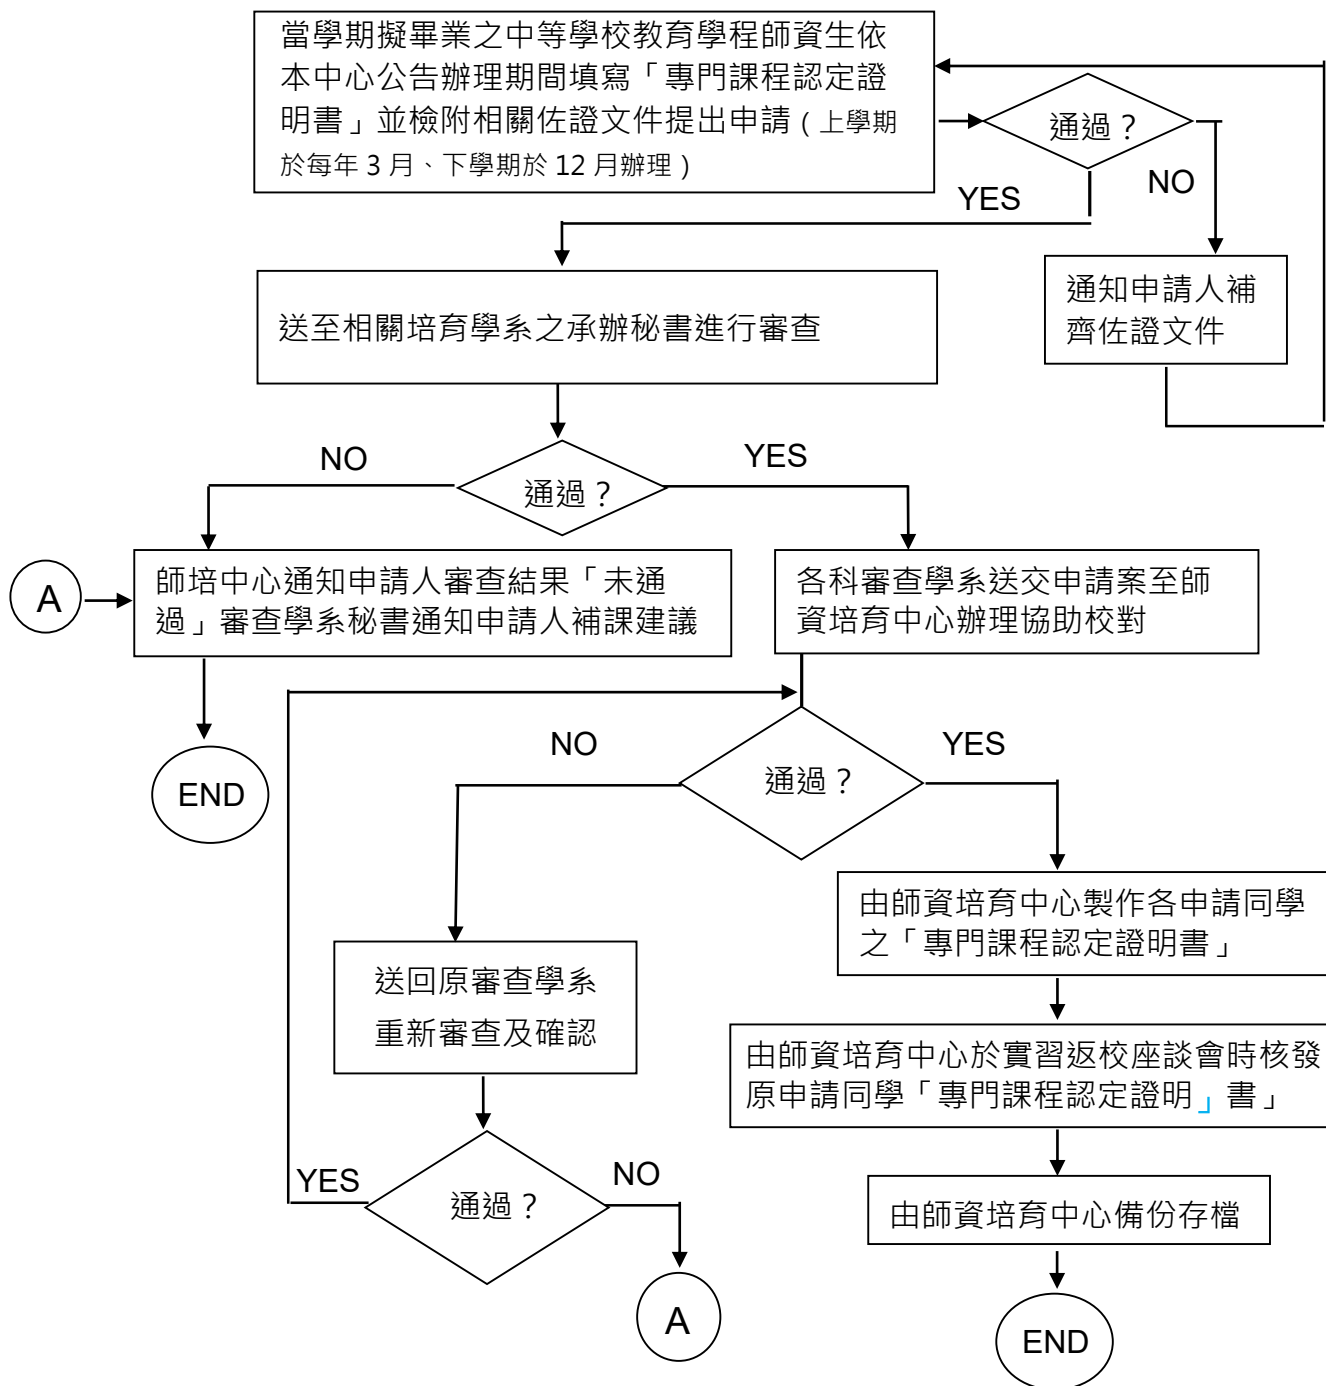 當學期擬畢業之中等學校教育學程師資生依
本中心公告辦理期間填寫「專門課程認定證
明書」並檢附相關佐證文件提出申請（上學期
於每年 3 月、下學期於 12 月辦理）
通過？
YES
NO
通知申請人補
齊佐證文件
送至相關培育學系之承辦秘書進行審查
NO
YES
通過？
A
師培中心通知申請人審查結果「未通
過」審查學系秘書通知申請人補課建議
各科審查學系送交申請案至師
資培育中心辦理協助校對
END
NO
YES
通過？
由師資培育中心製作各申請同學
之「專門課程認定證明書」
送回原審查學系
重新審查及確認
由師資培育中心於實習返校座談會時核發
原申請同學「專門課程認定證明」書」
YES
NO
通過？
由師資培育中心備份存檔
A
END